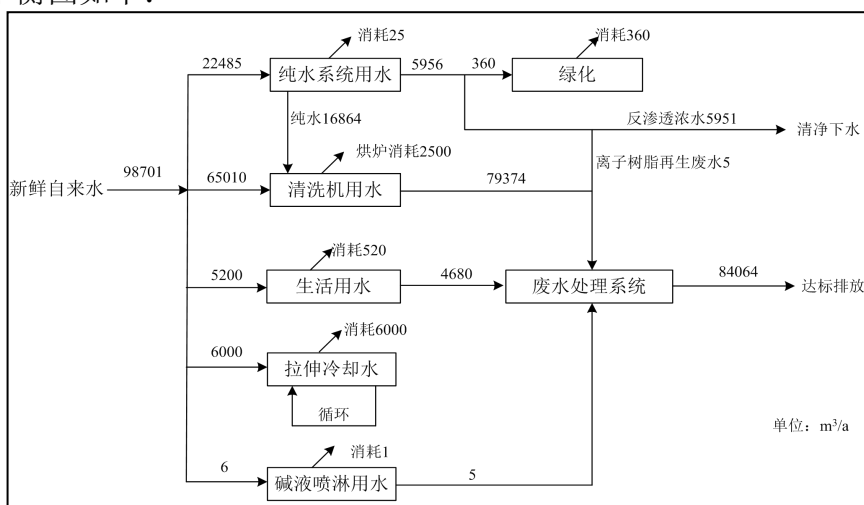 消耗25
消耗360
22485
纯水系统用水
5956
360
绿化
纯水16864
反渗透浓水5951
清净下水
烘炉消耗2500
离子树脂再生废水5
98701
新鲜自来水
65010
清洗机用水
79374
消耗520
5200
生活用水
4680
废水处理系统
84064
达标排放
消耗6000
6000
拉伸冷却水
循环
单位：m³/a
消耗1
6
碱液喷淋用水
5